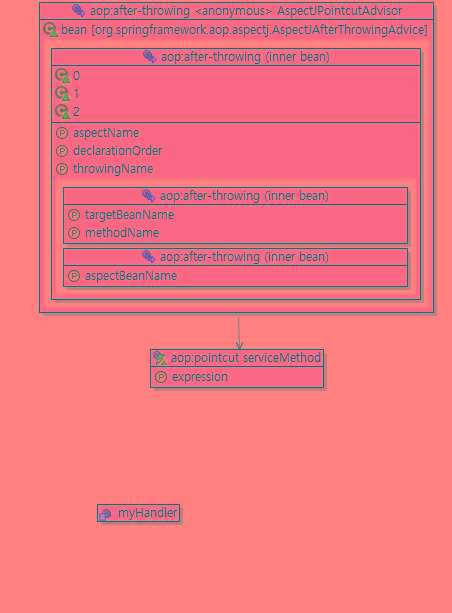 aop:after-throwing <anonymous> AspectJPointcutAdvisor
bean [org.springframework.aop.aspectj.AspectJAfterThrowingAdvice]
aop:after-throwing (inner bean)
0
1
2
aspectName
declarationOrder
throwingName
aop:after-throwing (inner bean)
targetBeanName
methodName
aop:after-throwing (inner bean)
aspectBeanName
aop:pointcut serviceMethod
expression
myHandler